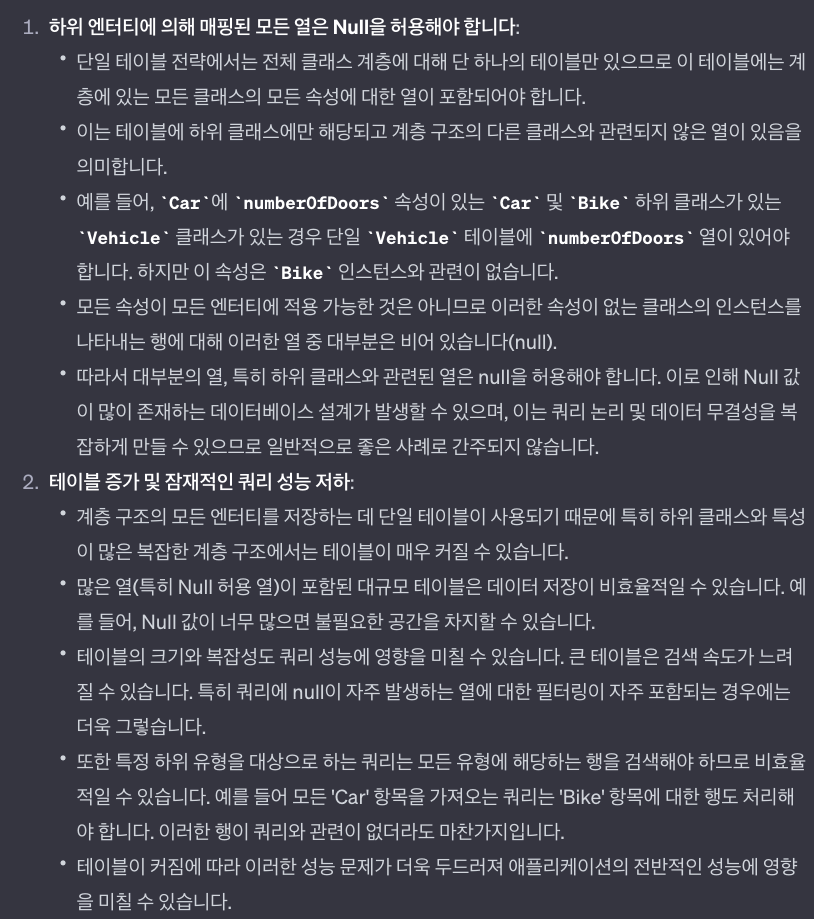 1. 하위 엔터티에 의해 매핑된 모든 열은 Null을 허용해야 합니다:
• 단일 테이블 전략에서는 전체 클래스 계층에 대해 단 하나의 테이블만 있으므로 이 테이블에는 계
층에 있는 모든 클래스의 모든 속성에 대한 열이 포함되어야 합니다.
• 이는 테이블에 하위 클래스에만 해당되고 계층 구조의 다른 클래스와 관련되지 않은 열이 있음을
의미합니다.
• 예를 들어, `Car`에 `numberOfDoors` 속성이 있는 `Car` 및 `Bike` 하위 클래스가 있는
`Vehicle` 클래스가 있는 경우 단일 `Vehicle` 테이블에 `numberOfDoors` 열이 있어야
합니다. 하지만 이 속성은 `Bike` 인스턴스와 관련이 없습니다.
• 모든 속성이 모든 엔터티에 적용 가능한 것은 아니므로 이러한 속성이 없는 클래스의 인스턴스를
나타내는 행에 대해 이러한 열 중 대부분은 비어 있습니다(null).
• 따라서 대부분의 열, 특히 하위 클래스와 관련된 열은 null을 허용해야 합니다. 이로 인해 Null 값
이 많이 존재하는 데이터베이스 설계가 발생할 수 있으며, 이는 쿼리 논리 및 데이터 무결성을 복
잡하게 만들 수 있으므로 일반적으로 좋은 사례로 간주되지 않습니다.
2. 테이블 증가 및 잠재적인 쿼리 성능 저하:
• 계층 구조의 모든 엔터티를 저장하는 데 단일 테이블이 사용되기 때문에 특히 하위 클래스와 특성
이 많은 복잡한 계층 구조에서는 테이블이 매우 커질 수 있습니다.
• 많은 열(특히 Null 허용 열)이 포함된 대규모 테이블은 데이터 저장이 비효율적일 수 있습니다. 예
를 들어, Null 값이 너무 많으면 불필요한 공간을 차지할 수 있습니다.
• 테이블의 크기와 복잡성도 쿼리 성능에 영향을 미칠 수 있습니다. 큰 테이블은 검색 속도가 느려
질 수 있습니다. 특히 쿼리에 null이 자주 발생하는 열에 대한 필터링이 자주 포함되는 경우에는
더욱 그렇습니다.
• 또한 특정 하위 유형을 대상으로 하는 쿼리는 모든 유형에 해당하는 행을 검색해야 하므로 비효율
적일 수 있습니다. 예를 들어 모든 'Car' 항목을 가져오는 쿼리는 'Bike' 항목에 대한 행도 처리해
야 합니다. 이러한 행이 쿼리와 관련이 없더라도 마찬가지입니다.
• 테이블이 커짐에 따라 이러한 성능 문제가 더욱 두드러져 애플리케이션의 전반적인 성능에 영향
을 미칠 수 있습니다.